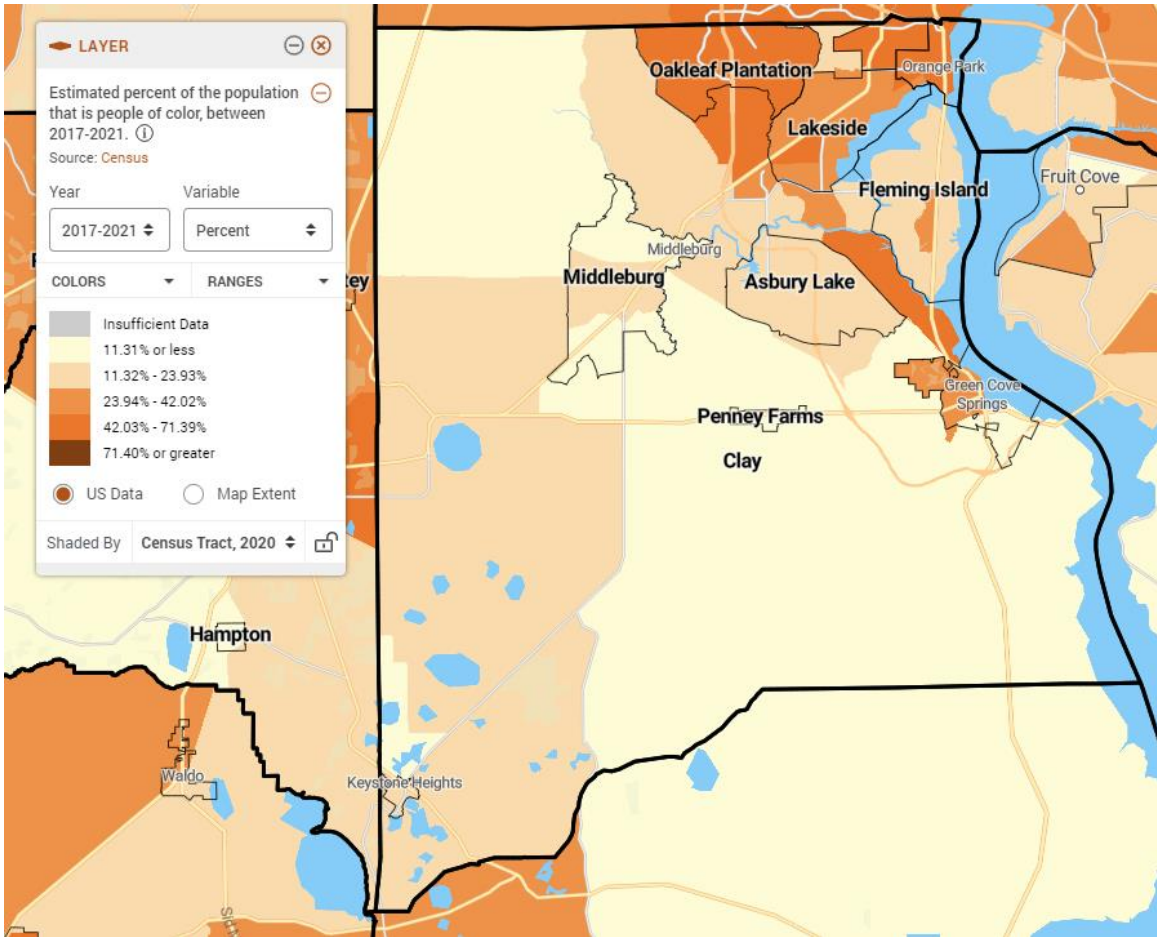 LAYER
Estimated percent of the population
that is people of color, between
2017-2021.
Source: Census
Year Variable
2017-2021 Percent
COLORS RANGES
Insufficient Data
11.31% or less
11.32% - 23.93%
23.94% - 42.02%
42.03% - 71.39%
71.40% or greater
US Data Map Extent
Shaded By Census Tract, 2020
Oakleaf Plantation
Orange Park
Lakeside
Fleming Island
Fruit Cove
Middleburg
Middleburg
Asbury Lake
Green Cove
Springs
Penney Farms
Clay
Hampton
Waldo
Keystone Heights